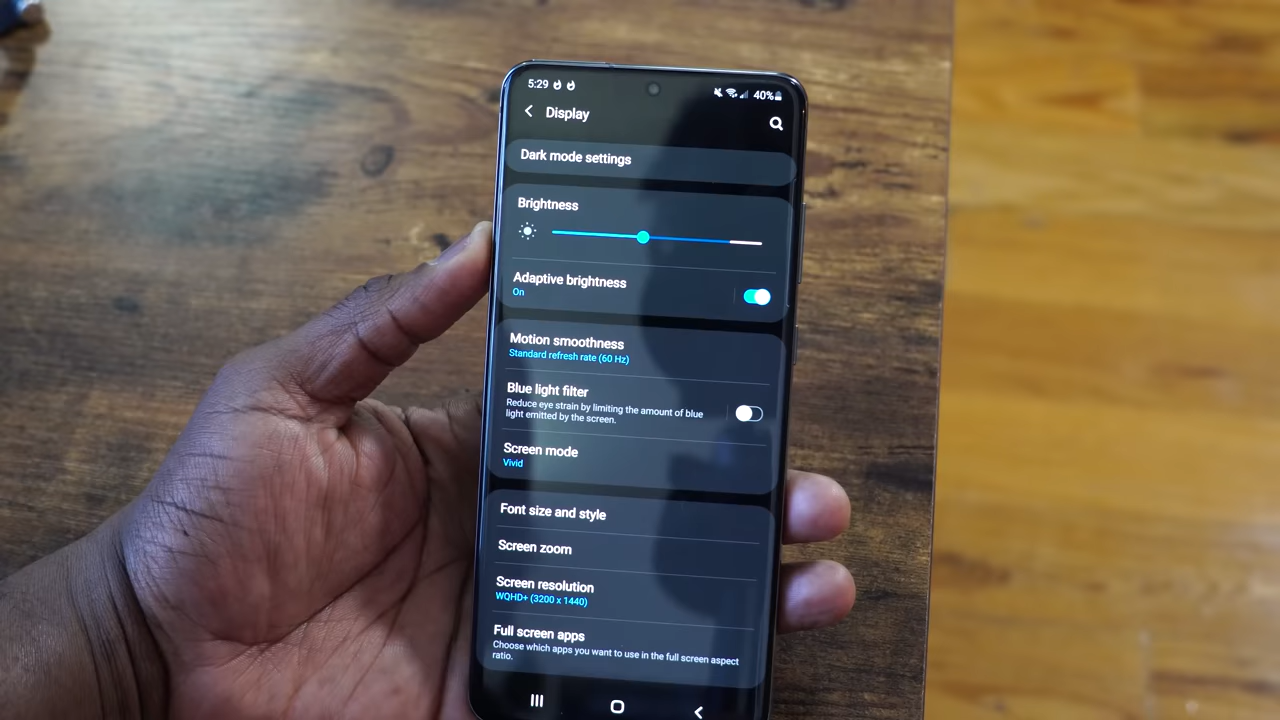 5:29
40%
Display
Dark mode settings
Brightness
Adaptive brightness
On
Motion smoothness
Standard refresh rate (60 Hz)
Blue light filter
Reduce eye strain by limiting the amount of blue
light emitted by the screen.
Screen mode
Vivid
Font size and style
Screen zoom
Screen resolution
WQHD+ (3200 x 1440)
Full screen apps
Choose which apps you want to use in the full screen aspect
ratio.